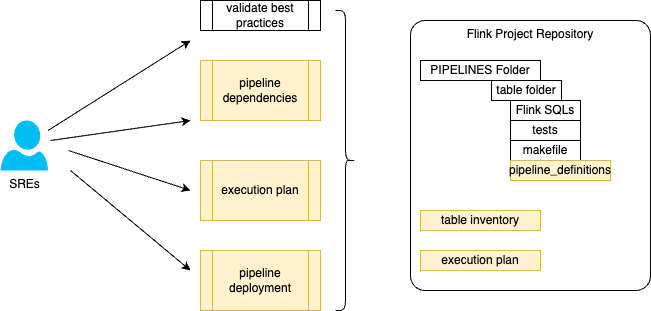 validate best
practices
pipeline
dependencies
execution plan
pipeline
deployment
SREs
Flink Project Repository
PIPELINES Folder
table folder
Flink SQLs
tests
makefile
pipeline_definitions
table inventory
execution plan